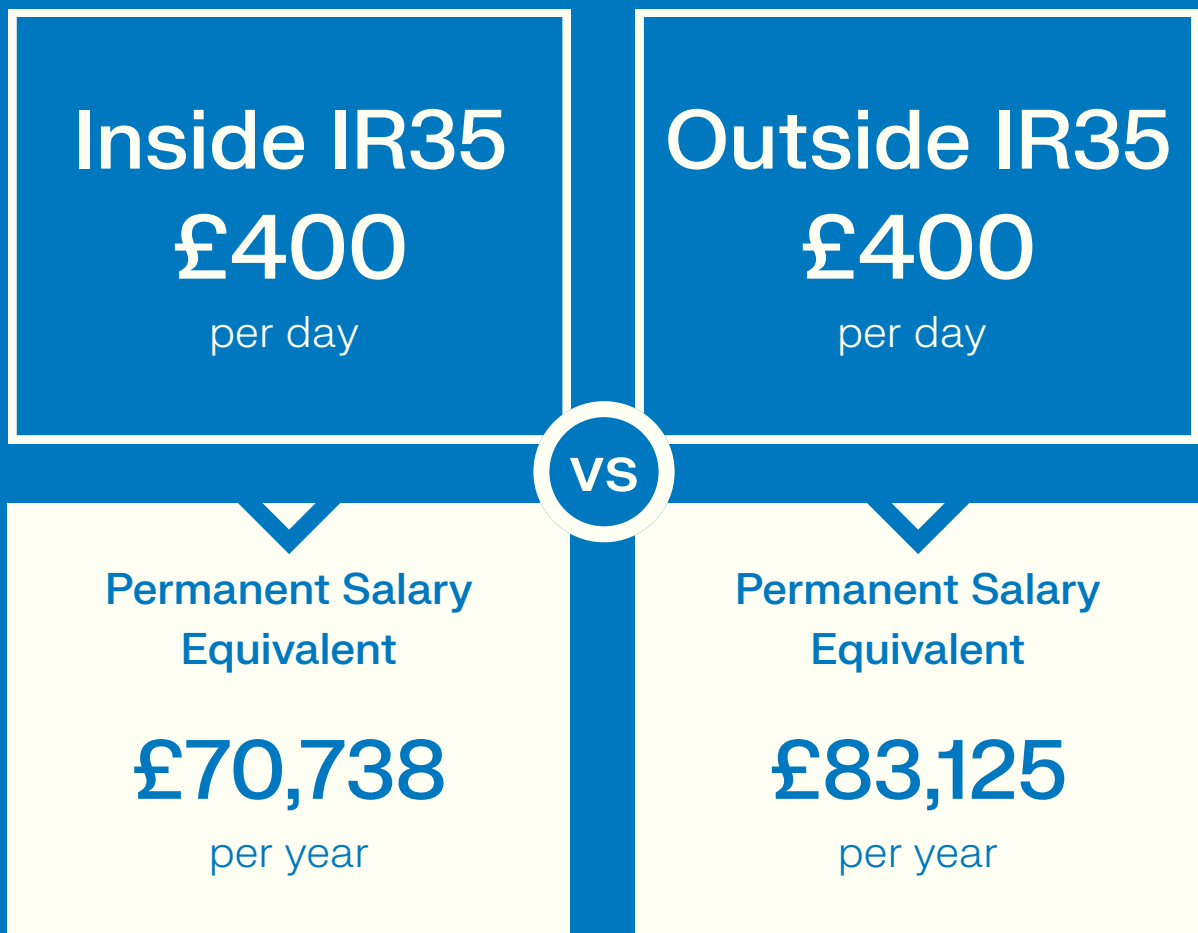 Inside IR35
£400
per day
Outside IR35
£400
per day
VS
Permanent Salary
Equivalent
£70,738
per year
Permanent Salary
Equivalent
£83,125
per year